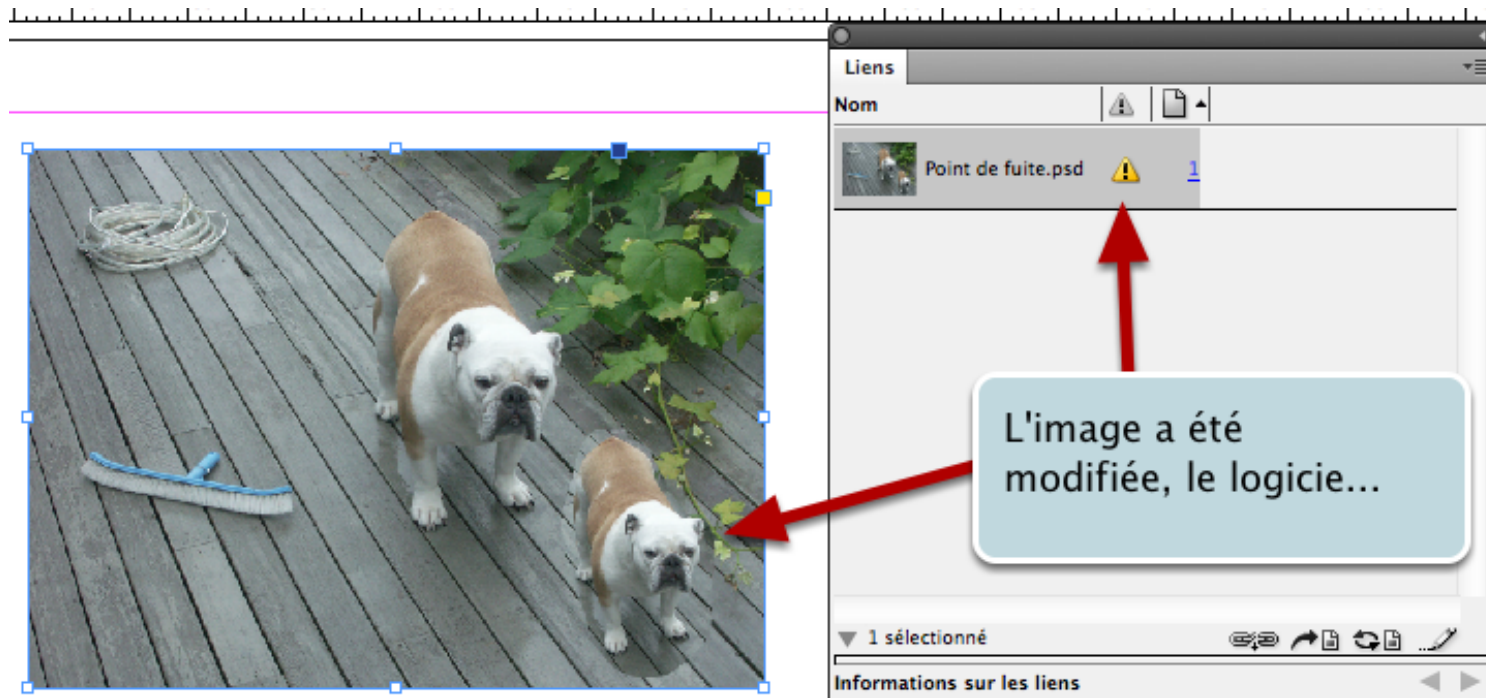 Liens
Nom
Point de fuite.psd 1
L'image a été
modifiée, le logicie...
1 sélectionné
Informations sur les liens